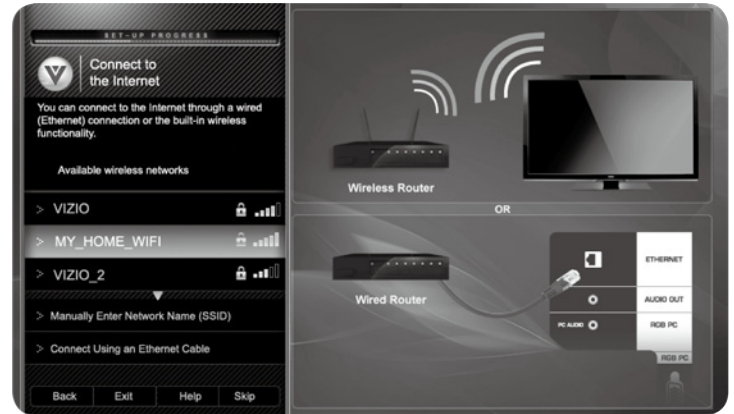 SET-UP PROGRESS
V
Connect to
the Internet
You can connect to the Internet through a wired
(Ethernet) connection or the built-in wireless
functionality.
Available wireless networks
> VIZIO
> MY_HOME_WIFI
> VIZIO_2
> Manually Enter Network Name (SSID)
> Connect Using an Ethernet Cable
Back Exit Help Skip
Wireless Router
OR
Wired Router
ETHERNET
AUDIO OUT
PC AUDIO
RGB PC
RGB PC